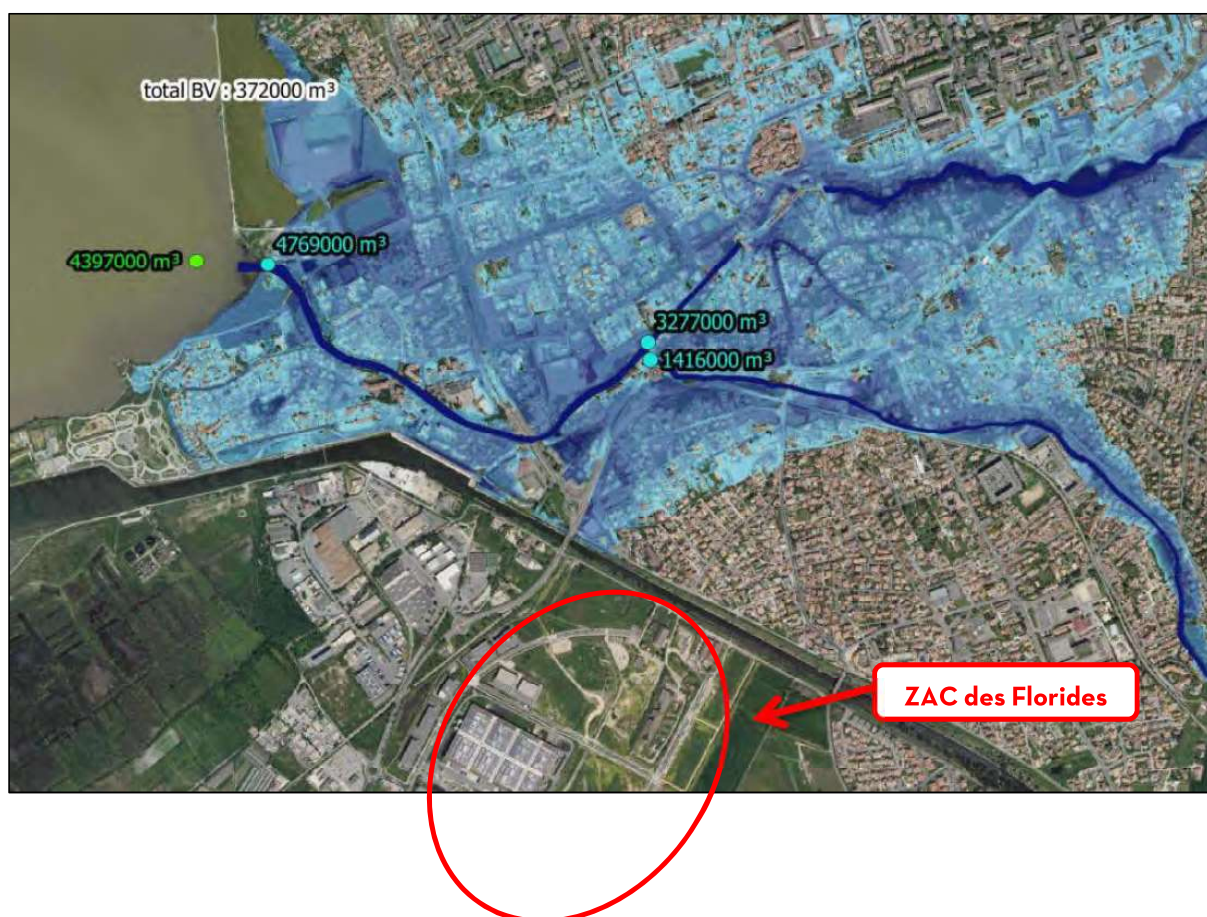 total BV : 372000 m³
4397000 m³
4769000 m³
3277000 m³
1416000 m³
ZAC des Florides